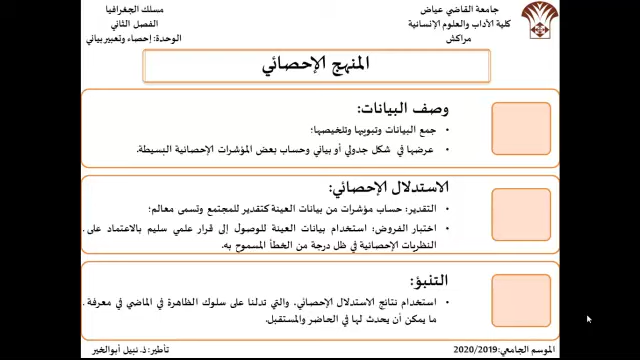 جامعة القاضي عياض
كلية الآداب والعلوم الإنسانية
مراكش
مسلك الجغرافيا
الفصل الثاني
الوحدة: إحصاء وتعبير بياني
المنهج الإحصائي
وصف البيانات:
• جمع البيانات وتبويبها وتلخيصها؛
• عرضها في شكل جدولي أو بياني وحساب بعض المؤشرات الإحصائية البسيطة.
الاستدلال الإحصائي:
• التقدير: حساب مؤشرات من بيانات العينة كتقدير للمجتمع وتسمى معالم؛
• اختبار الفروض: استخدام بيانات العينة للوصول إلى قرار علمي سليم بالاعتماد على
النظريات الإحصائية في ظل درجة من الخطأ المسموح به.
التنبؤ:
• استخدام نتائج الاستدلال الإحصائي، والتي تدلنا على سلوك الظاهرة في الماضي في معرفة
ما يمكن أن يحدث لها في الحاضر والمستقبل.
الموسم الجامعي: 2020/2019
تأطير: ذ. نبيل أبوالخير